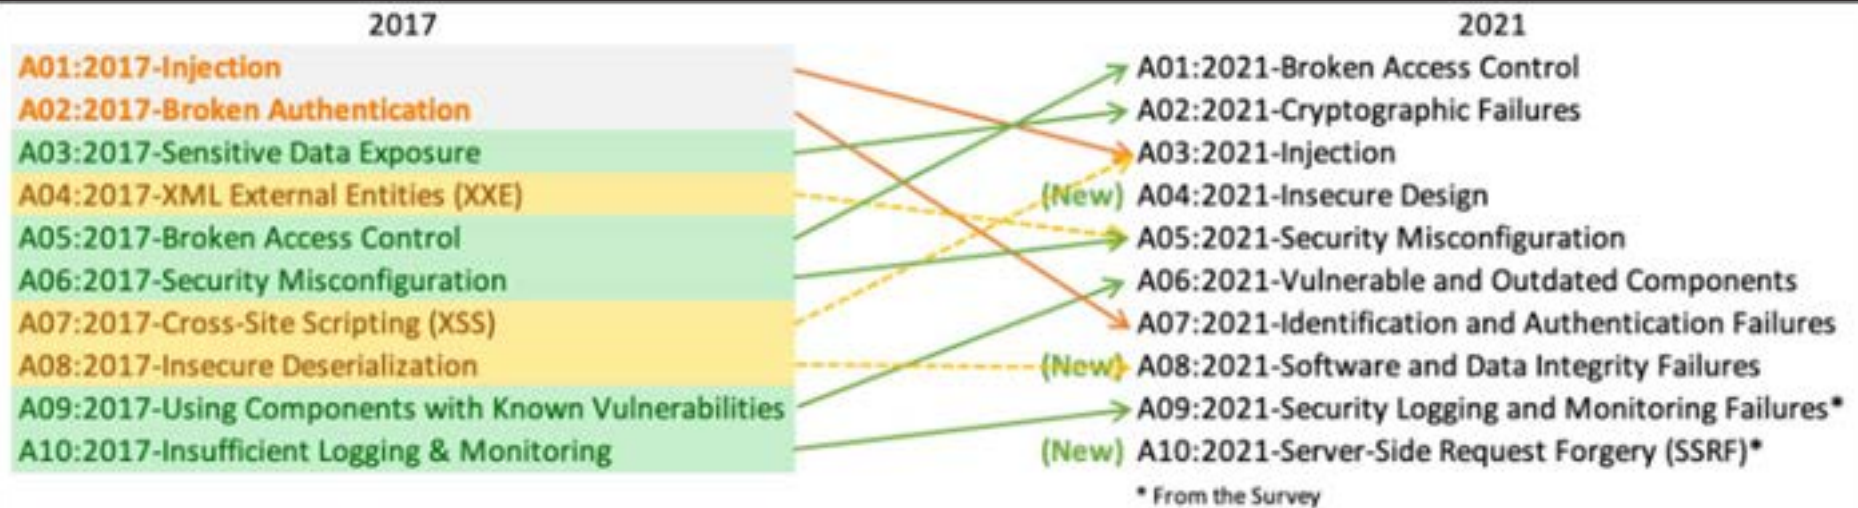 2017
A01:2017-Injection
A02:2017-Broken Authentication
A03:2017-Sensitive Data Exposure
A04:2017-XML External Entities (XXE)
A05:2017-Broken Access Control
A06:2017-Security Misconfiguration
A07:2017-Cross-Site Scripting (XSS)
A08:2017-Insecure Deserialization
A09:2017-Using Components with Known Vulnerabilities
A10:2017-Insufficient Logging & Monitoring
2021
A01:2021-Broken Access Control
A02:2021-Cryptographic Failures
A03:2021-Injection
(New) A04:2021-Insecure Design
A05:2021-Security Misconfiguration
A06:2021-Vulnerable and Outdated Components
A07:2021-Identification and Authentication Failures
(New) A08:2021-Software and Data Integrity Failures
A09:2021-Security Logging and Monitoring Failures*
(New) A10:2021-Server-Side Request Forgery (SSRF)*
* From the Survey